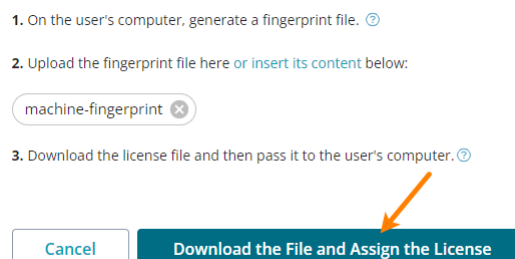 1. On the user's computer, generate a fingerprint file. ?
2. Upload the fingerprint file here or insert its content below:
machine-fingerprint
3. Download the license file and then pass it to the user's computer. ?
Cancel Download the File and Assign the License